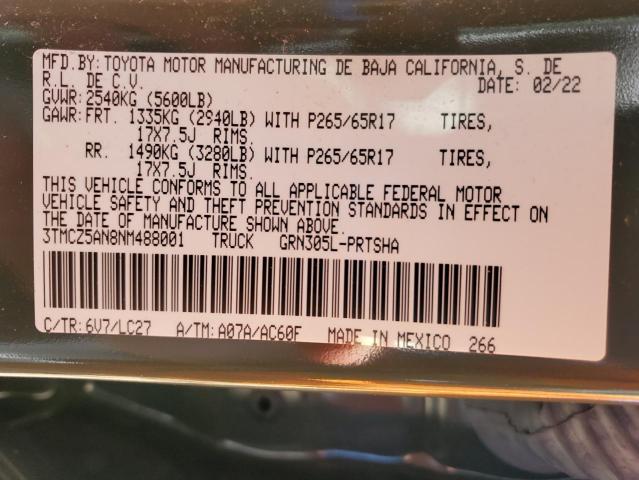 MFD.BY: TOYOTA MOTOR MANUFACTURING DE BAJA CALIFORNIA, S. DE
R.L. DE C.V. DATE: 02/22
GVWR:2540KG (5600LB)
GAWR:FRT. 1335KG (2940LB) WITH P265/65R17 TIRES,
17X7.5J RIMS.
RR. 1490KG (3280LB) WITH P265/65R17 TIRES,
17X7.5J RIMS.
THIS VEHICLE CONFORMS TO ALL APPLICABLE FEDERAL MOTOR
VEHICLE SAFETY AND THEFT PREVENTION STANDARDS IN EFFECT ON
THE DATE OF MANUFACTURE SHOWN ABOVE.
3TMCZ5AN8NM488001 TRUCK GRN305L-PRTSHA
C/TR:6V7/LC27 A/TM:A07A/AC60F MADE IN MEXICO 266